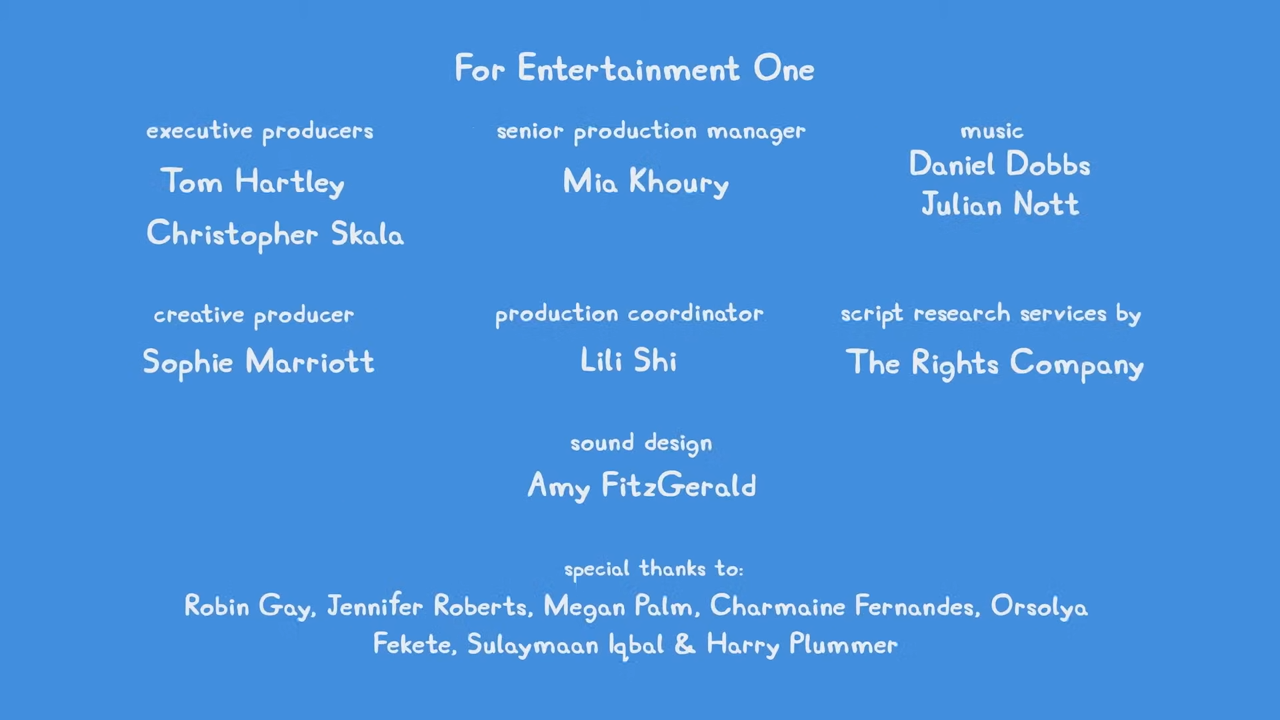 For Entertainment One
executive producers
Tom Hartley
Christopher Skala
senior production manager
Mia Khoury
music
Daniel Dobbs
Julian Nott
creative producer
Sophie Marriott
production coordinator
Lili Shi
script research services by
The Rights Company
sound design
Amy FitzGerald
special thanks to:
Robin Gay, Jennifer Roberts, Megan Palm, Charmaine Fernandes, Orsolya
Fekete, Sulaymaan Iqbal & Harry Plummer